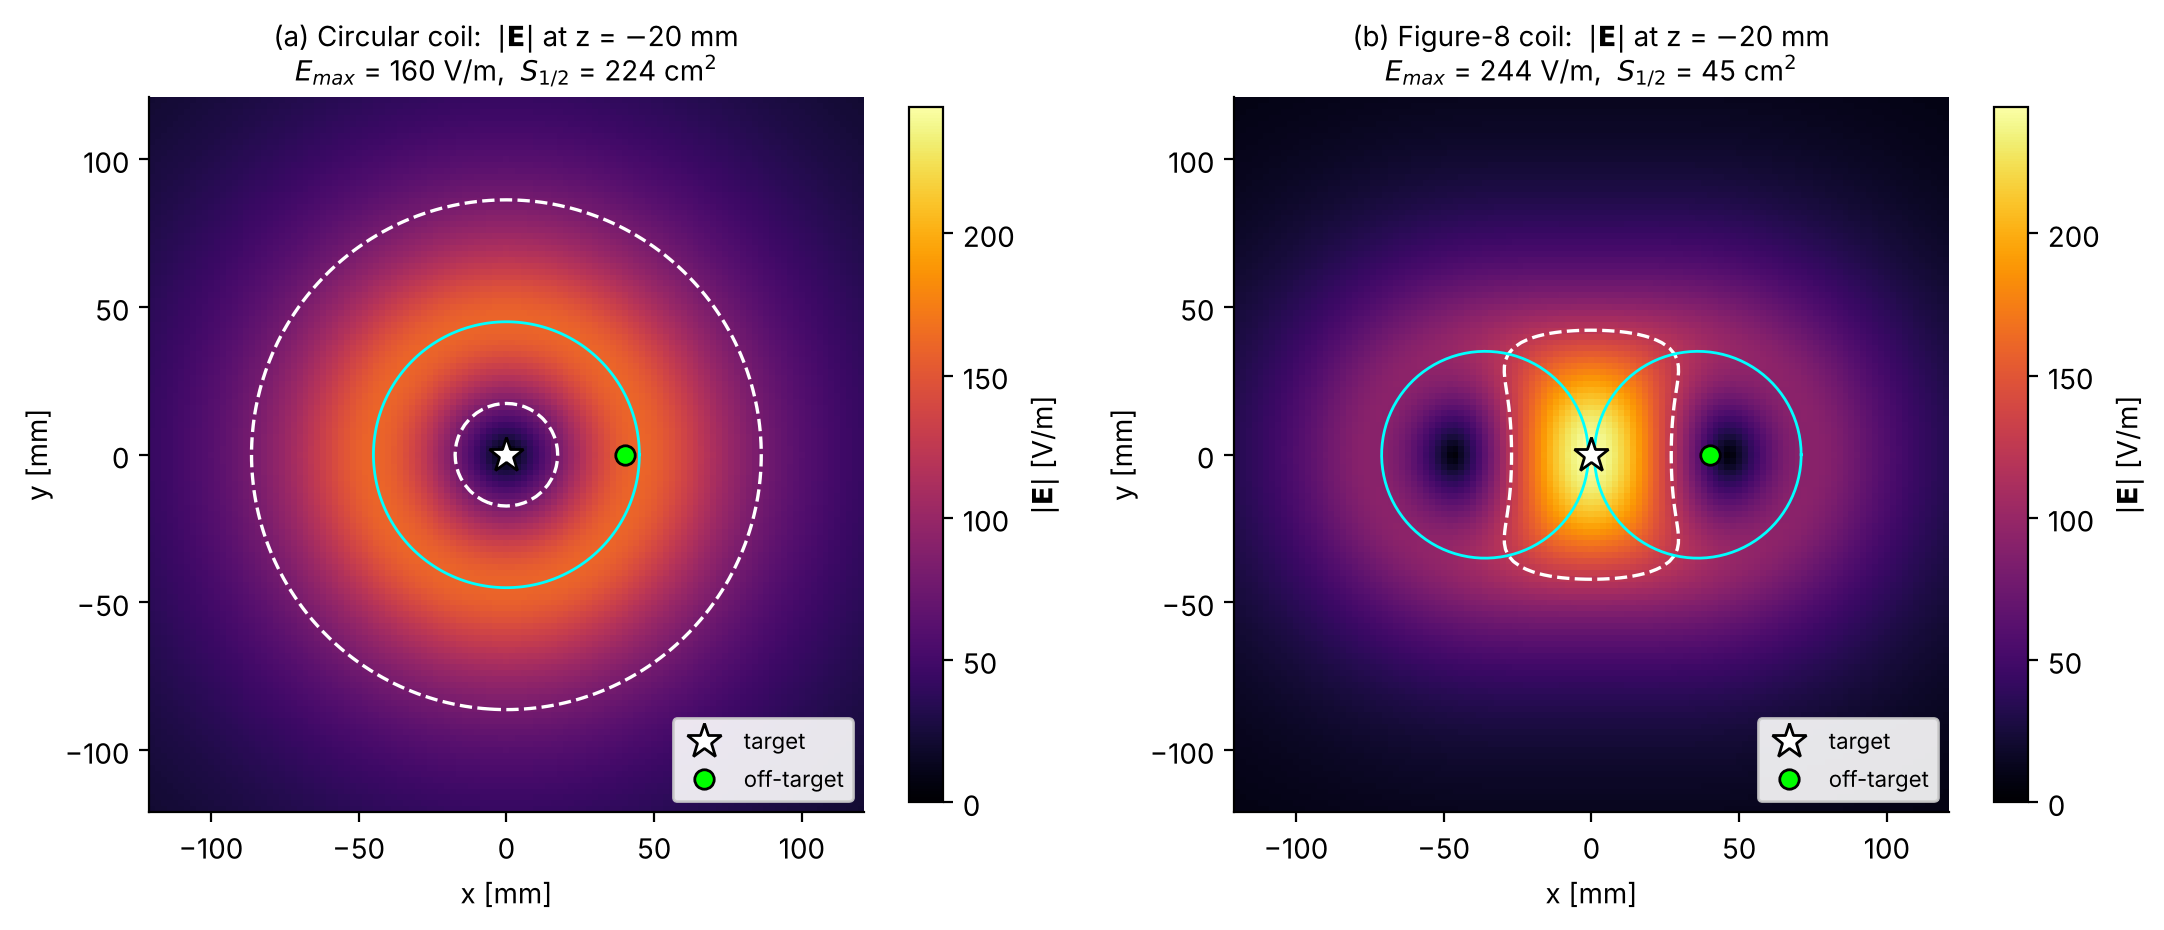 (a) Circular coil:  |E| at z = −20 mm
E_max = 160 V/m,  S_1/2 = 224 cm²
100
50
0
−50
−100
y [mm]
−100
−50
0
50
100
x [mm]
target
off-target
200
150
100
50
0
|E| [V/m]
(b) Figure-8 coil:  |E| at z = −20 mm
E_max = 244 V/m,  S_1/2 = 45 cm²
100
50
0
−50
−100
y [mm]
−100
−50
0
50
100
x [mm]
target
off-target
200
150
100
50
0
|E| [V/m]